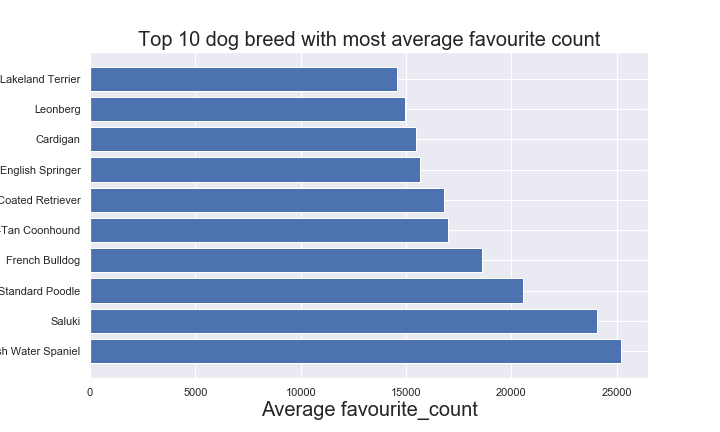 Top 10 dog breed with most average favourite count
Lakeland Terrier
Leonberg
Cardigan
English Springer
Coated Retriever
Tan Coonhound
French Bulldog
Standard Poodle
Saluki
Water Spaniel
0 5000 10000 15000 20000 25000
Average favourite_count